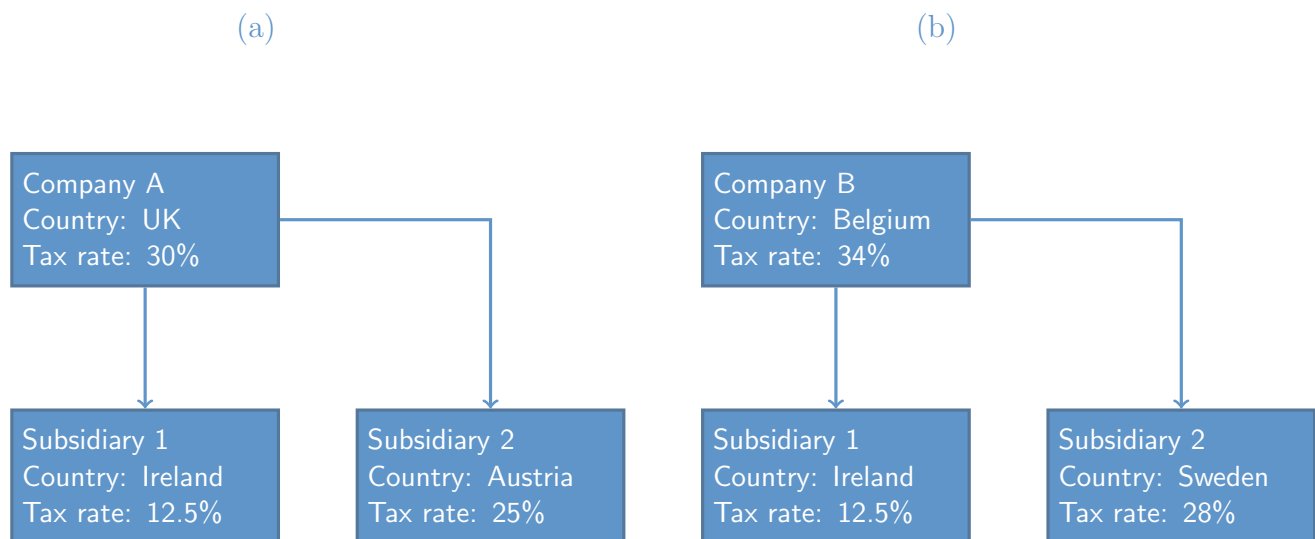 (a)
(b)
Company A
Country: UK
Tax rate: 30%
Company B
Country: Belgium
Tax rate: 34%
Subsidiary 1
Country: Ireland
Tax rate: 12.5%
Subsidiary 2
Country: Austria
Tax rate: 25%
Subsidiary 1
Country: Ireland
Tax rate: 12.5%
Subsidiary 2
Country: Sweden
Tax rate: 28%